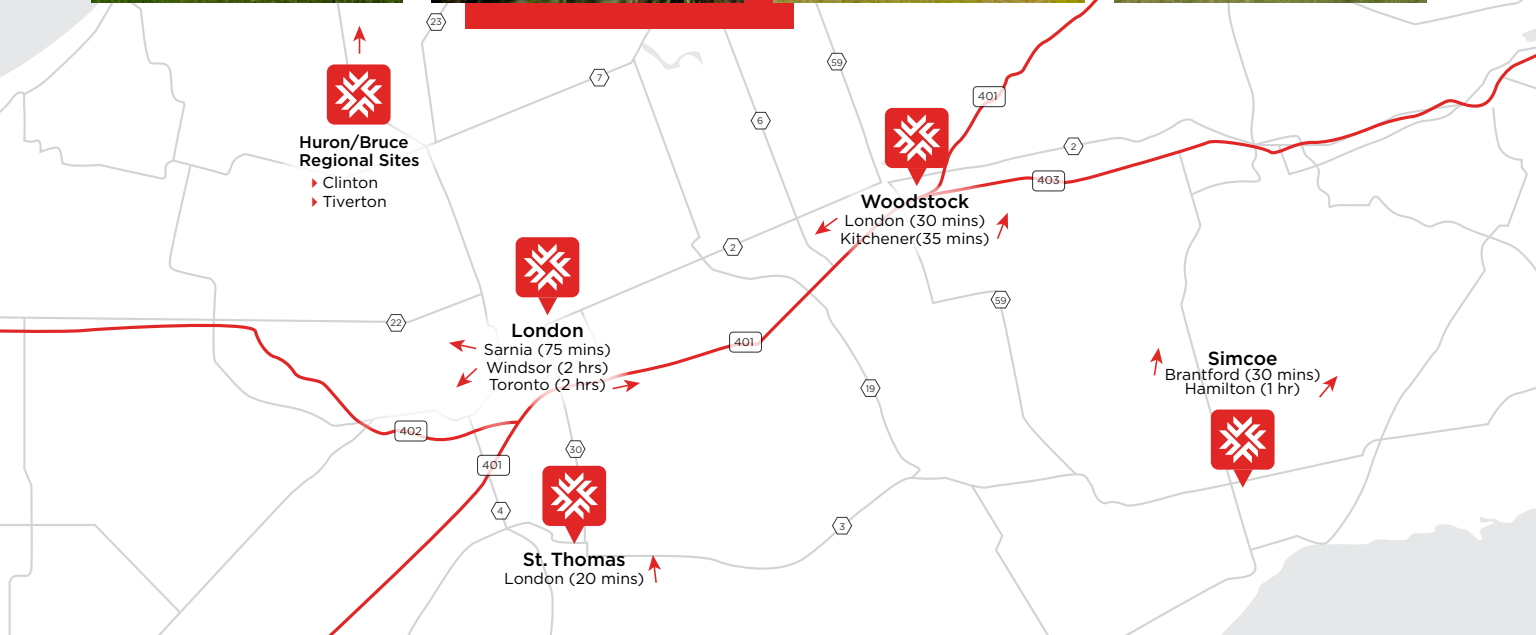 23
7
59
6
401
2
403
Huron/Bruce
Regional Sites
Clinton
Tiverton
Woodstock
London (30 mins)
Kitchener(35 mins)
2
59
22
London
Sarnia (75 mins)
Windsor (2 hrs)
Toronto (2 hrs)
401
19
Simcoe
Brantford (30 mins)
Hamilton (1 hr)
402
401
30
4
3
St. Thomas
London (20 mins)